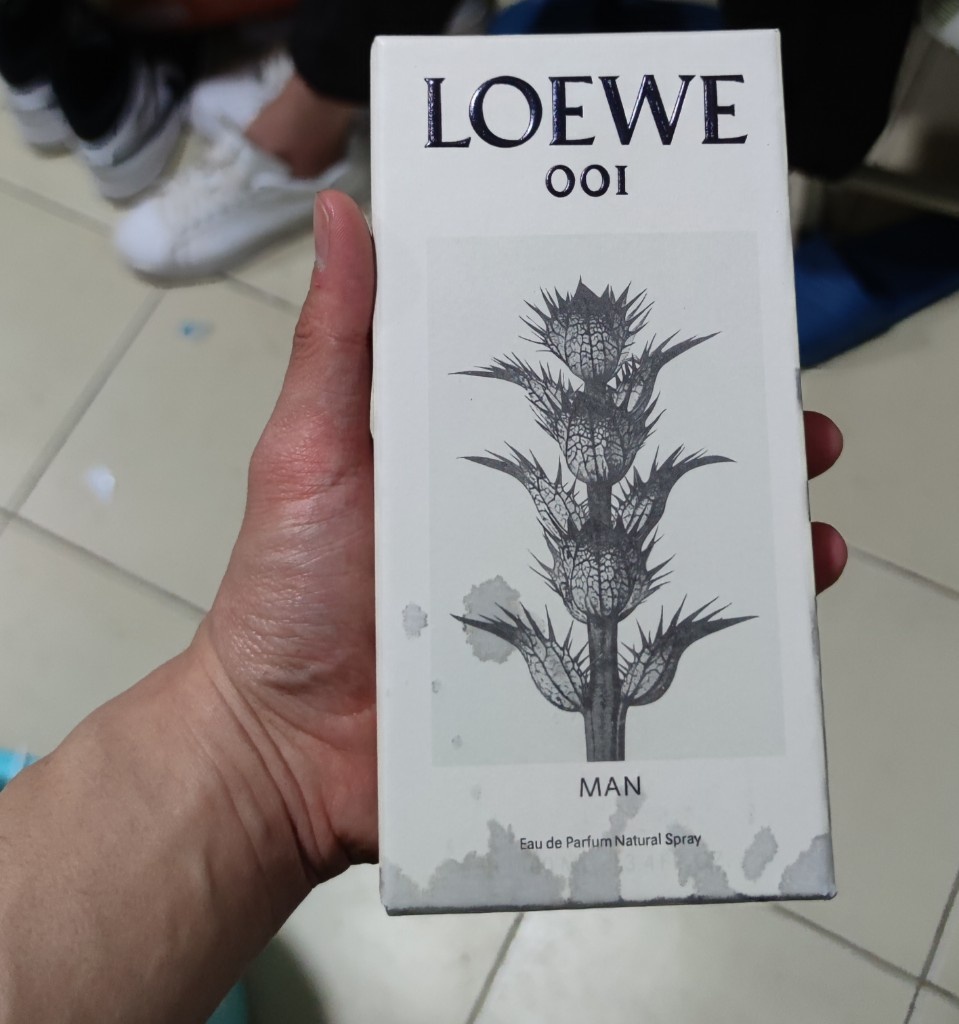 LOEWE
001
MAN
Eau de Parfum Natural Spray